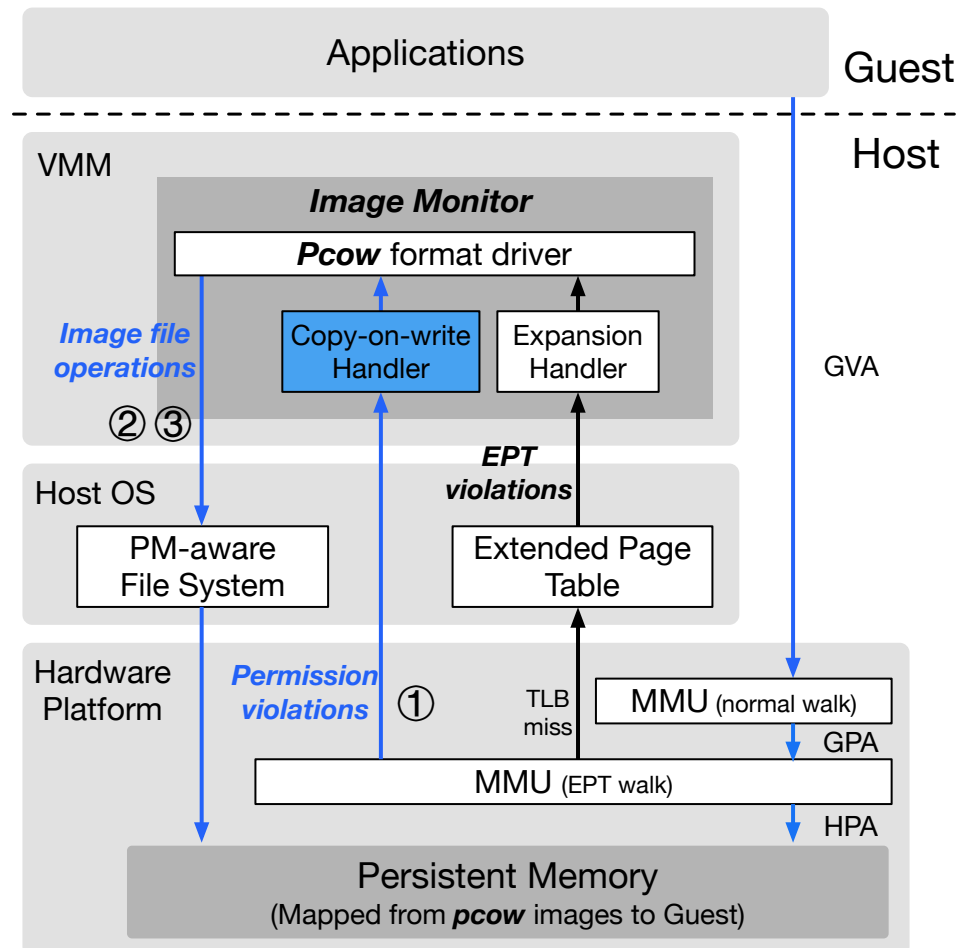 Applications
Guest
Host
VMM
Image Monitor
Pcow format driver
Image file
operations
Copy-on-write
Handler
Expansion
Handler
GVA
② ③
EPT
violations
Host OS
PM-aware
File System
Extended Page
Table
Hardware
Platform
Permission
violations
①
TLB
miss
MMU (normal walk)
GPA
MMU (EPT walk)
HPA
Persistent Memory
(Mapped from pcow images to Guest)